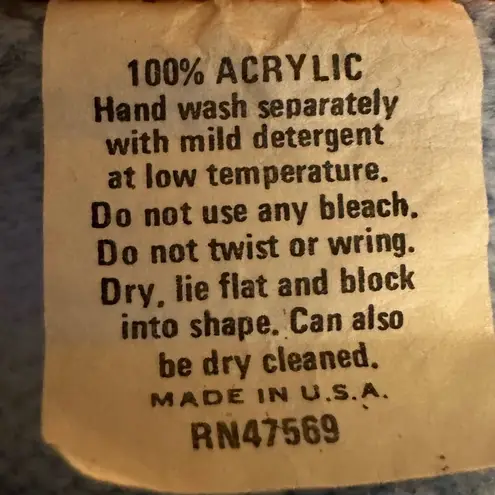 100% ACRYLIC
Hand wash separately
with mild detergent
at low temperature.
Do not use any bleach.
Do not twist or wring.
Dry, lie flat and block
into shape. Can also
be dry cleaned.
MADE IN U.S.A.
RN47569